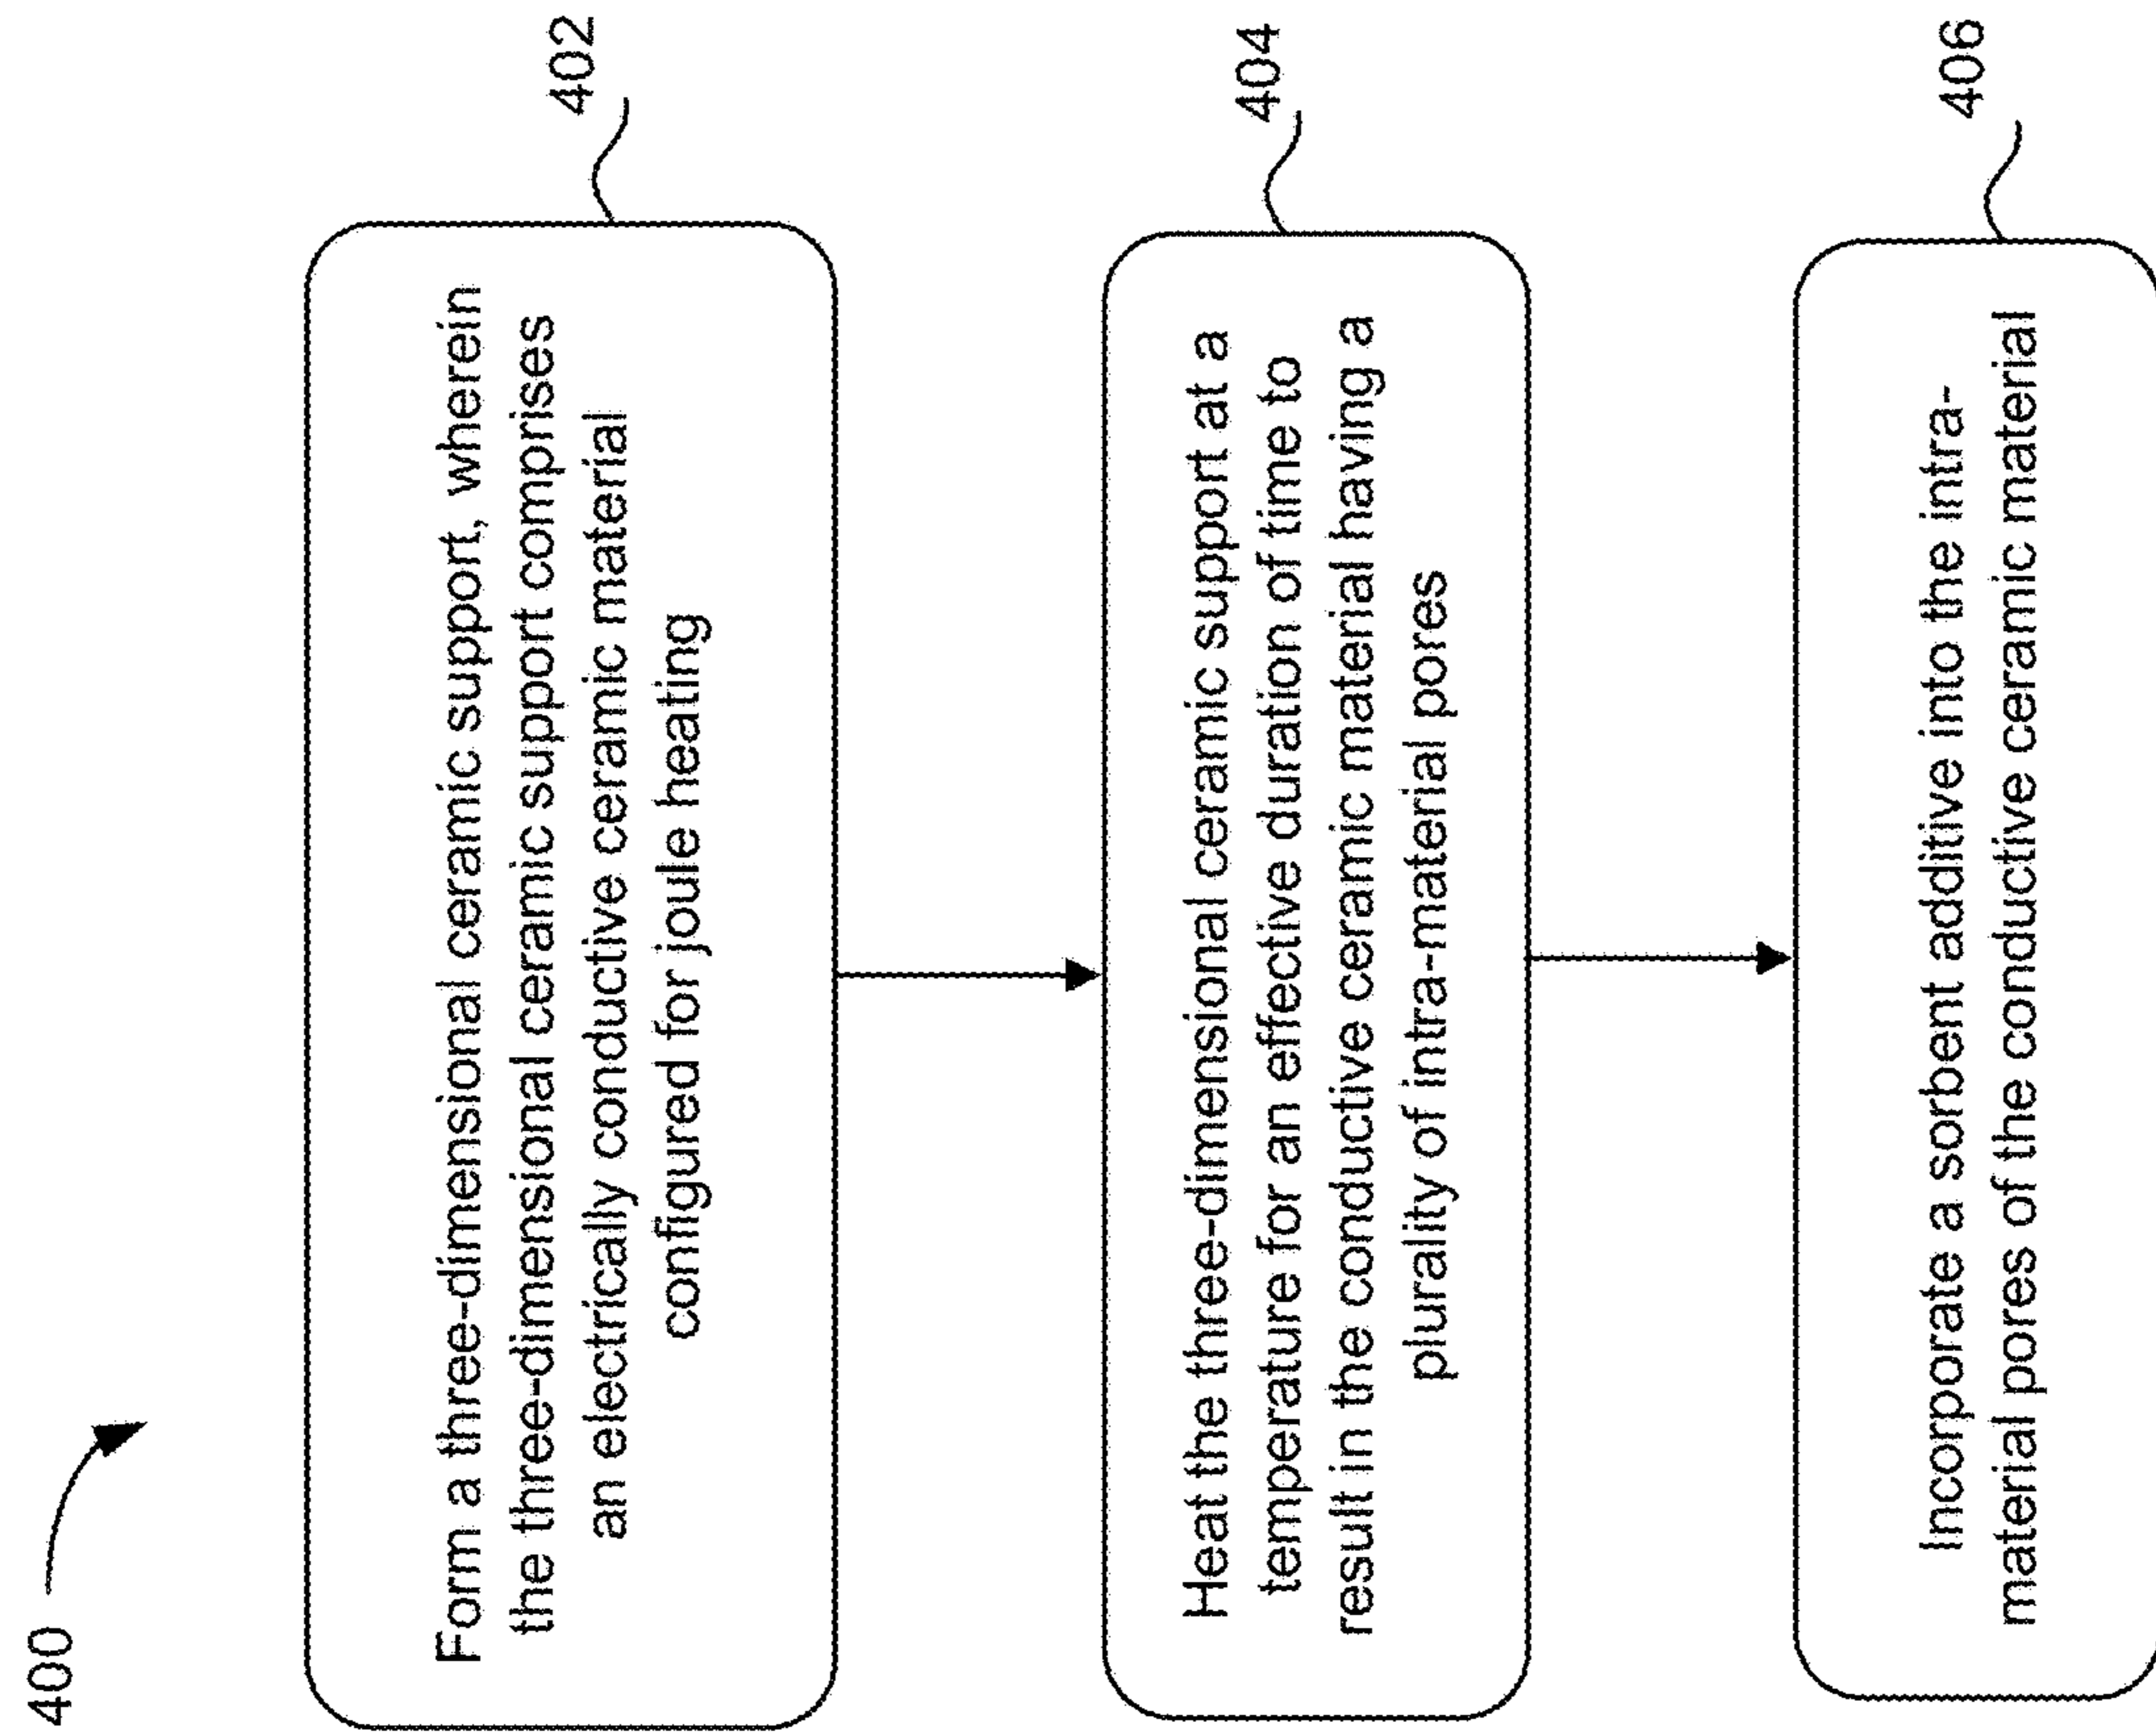 400
Form a three-dimensional ceramic support, wherein
the three-dimensional ceramic support comprises
an electrically conductive ceramic material
configured for joule heating
402
Heat the three-dimensional ceramic support at a
temperature for an effective duration of time to
result in the conductive ceramic material having a
plurality of intra-material pores
404
Incorporate a sorbent additive into the intra-
material pores of the conductive ceramic material
406